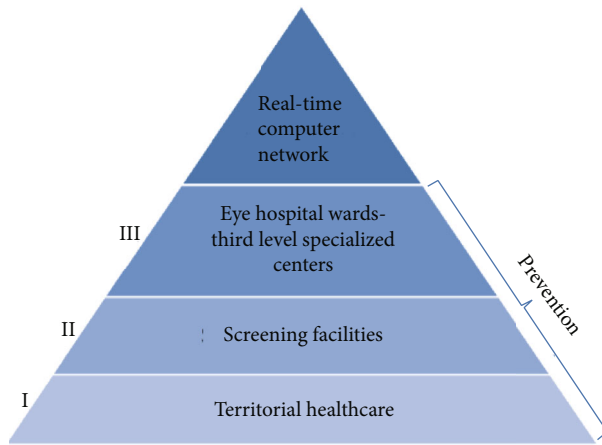 Real-time
computer
network
III
Eye hospital wards-
third level specialized
centers
Prevention
II
Screening facilities
I
Territorial healthcare